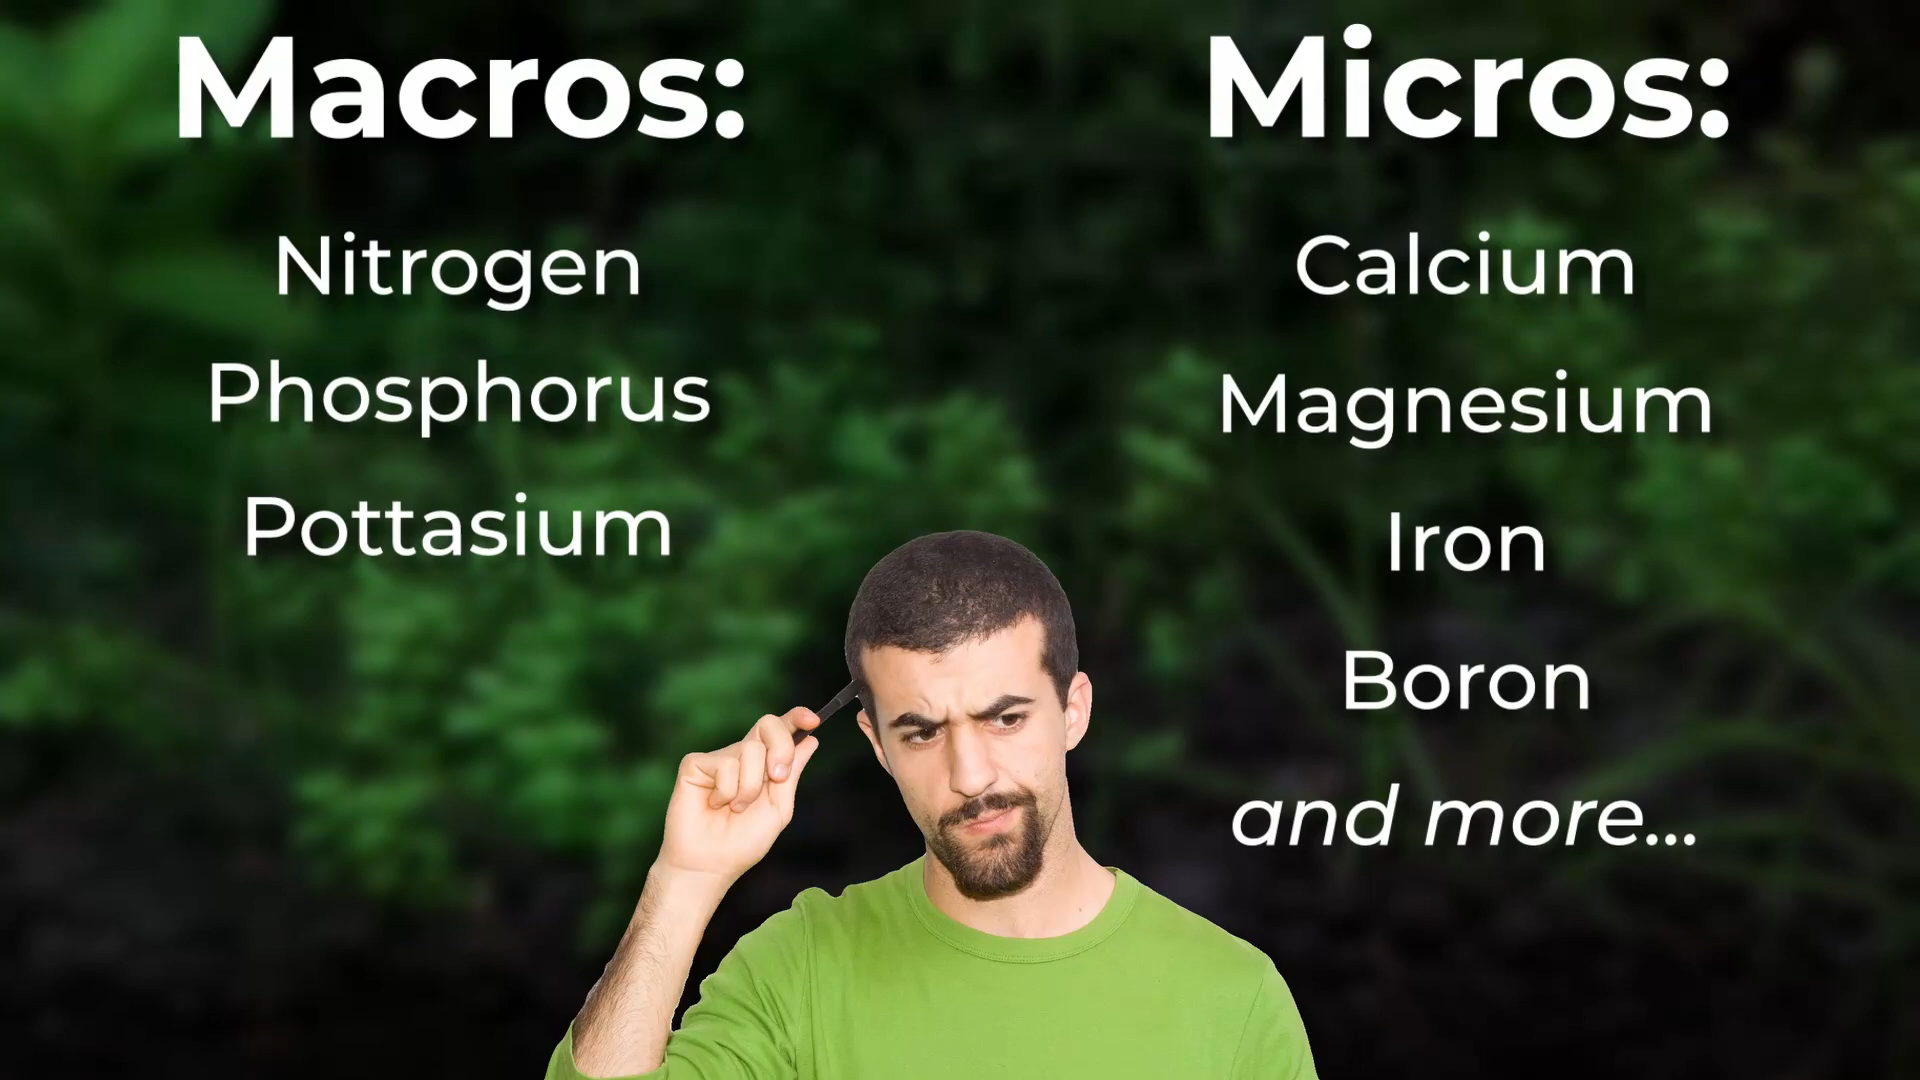 Macros:
Nitrogen
Phosphorus
Pottasium
Micros:
Calcium
Magnesium
Iron
Boron
and more...